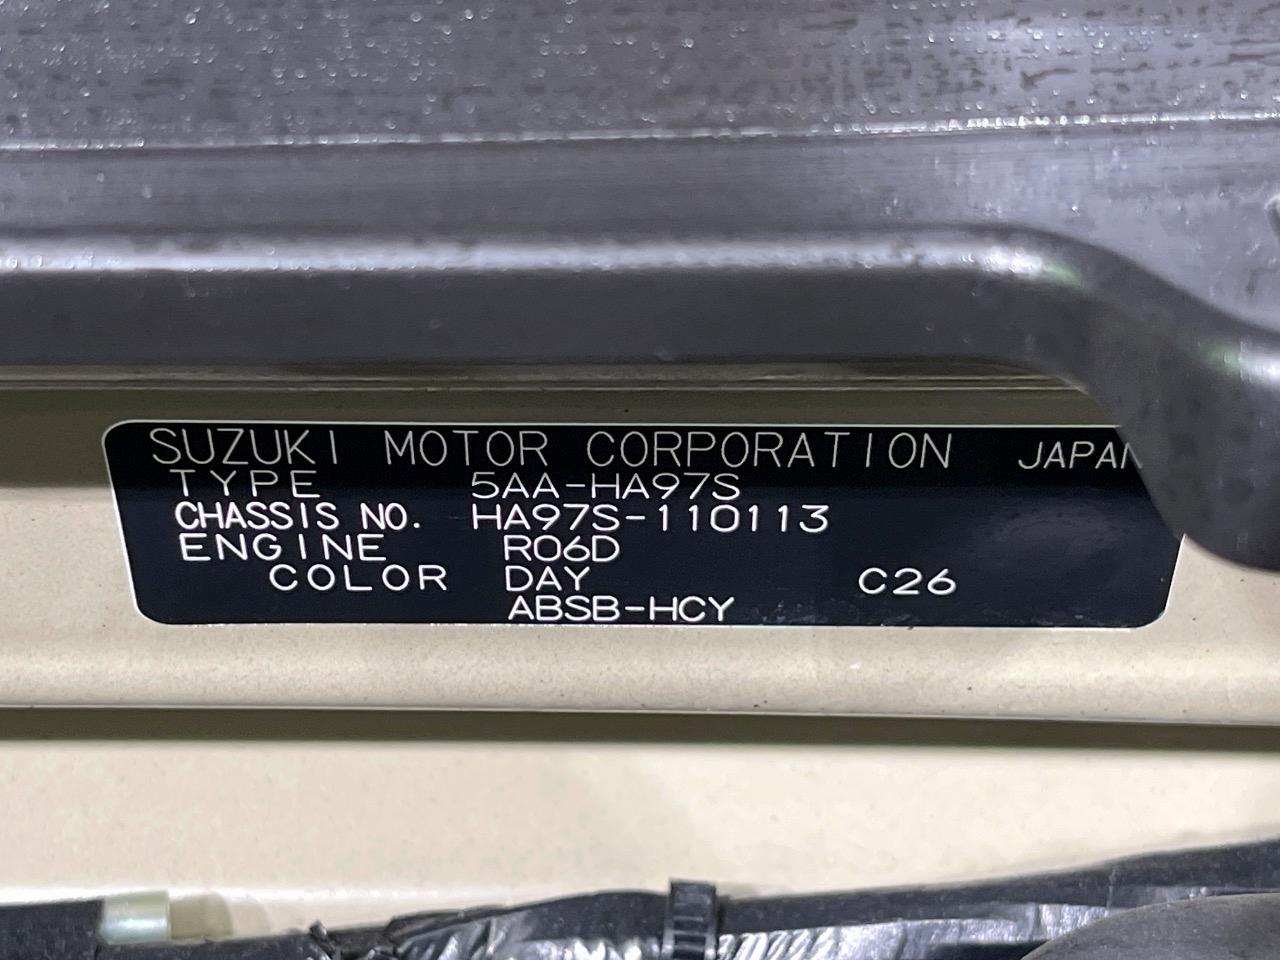 SUZUKI MOTOR CORPORATION JAPAN
TYPE 5AA-HA97S
CHASSIS NO. HA97S-110113
ENGINE R06D
COLOR DAY C26
ABSB-HCY